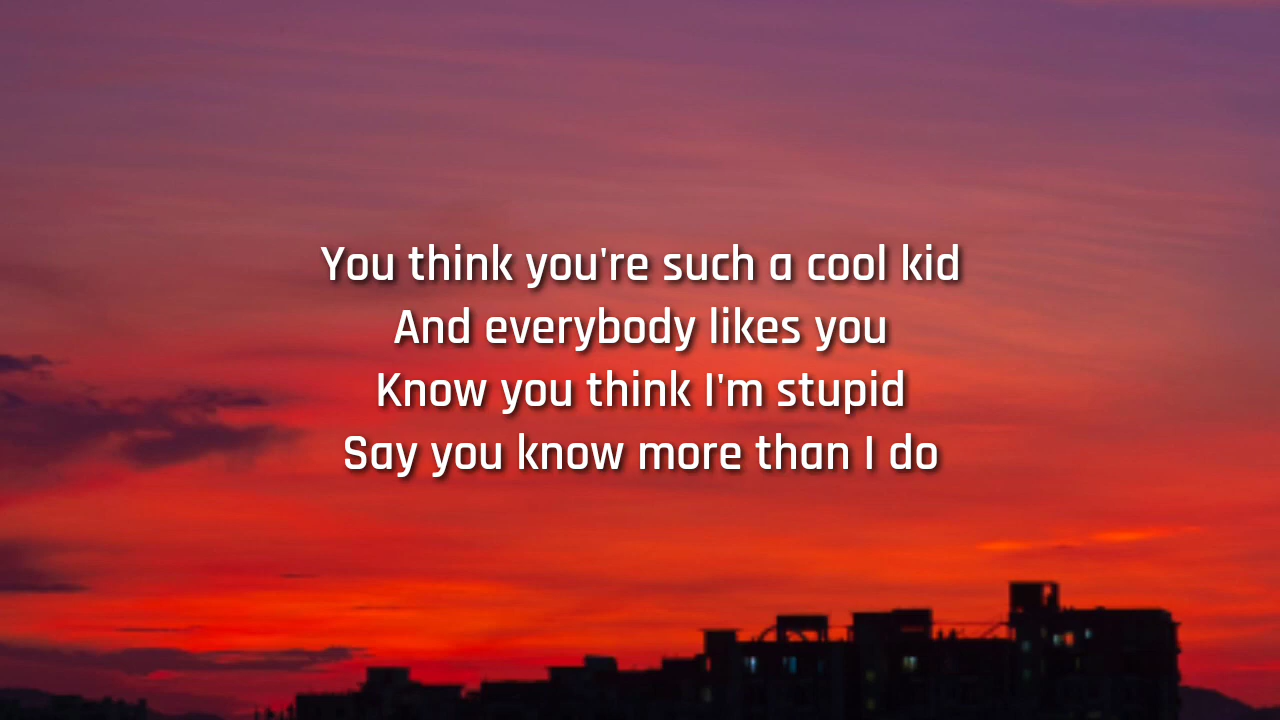 You think you're such a cool kid
And everybody likes you
Know you think I'm stupid
Say you know more than I do